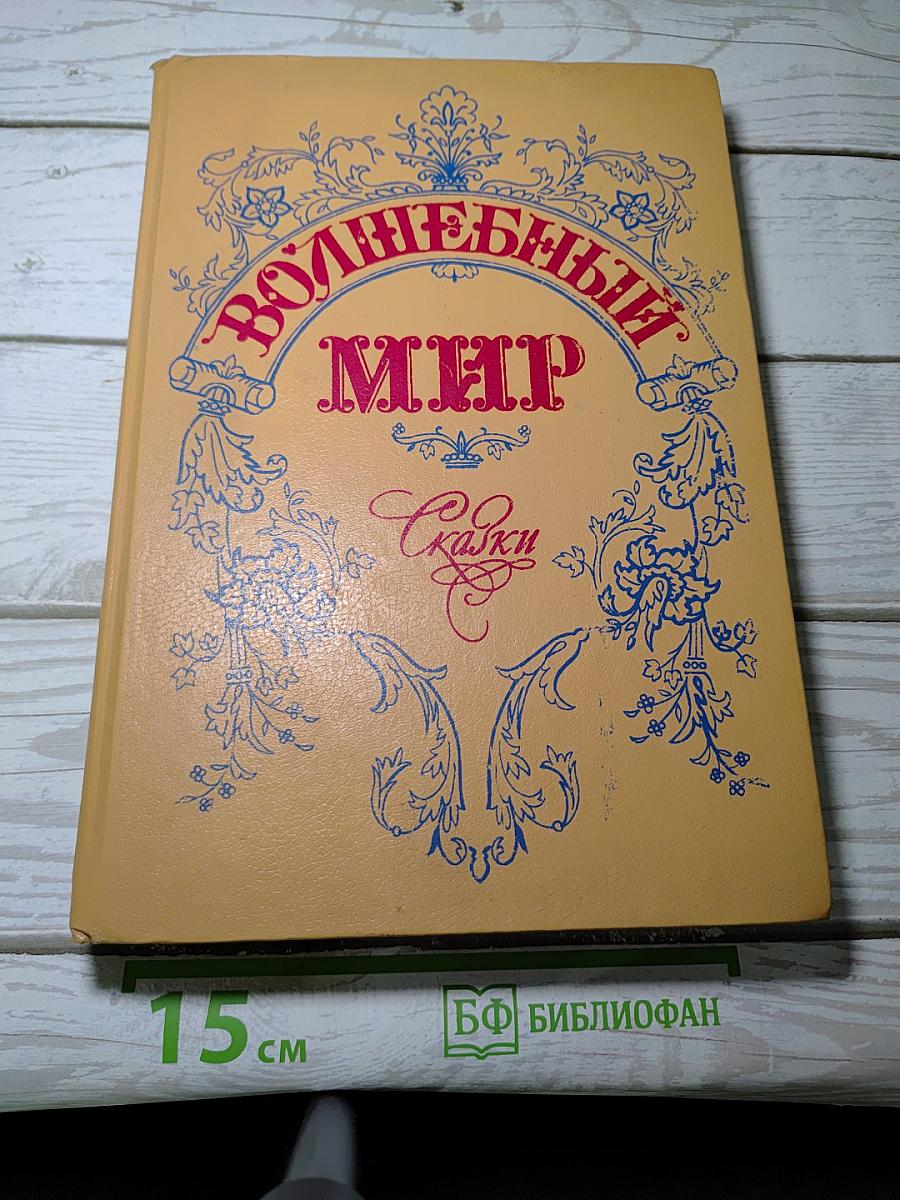 ВОЛШЕБНЫЙ
МИР
Сказки
15 см
БФ БИБЛИОФАН